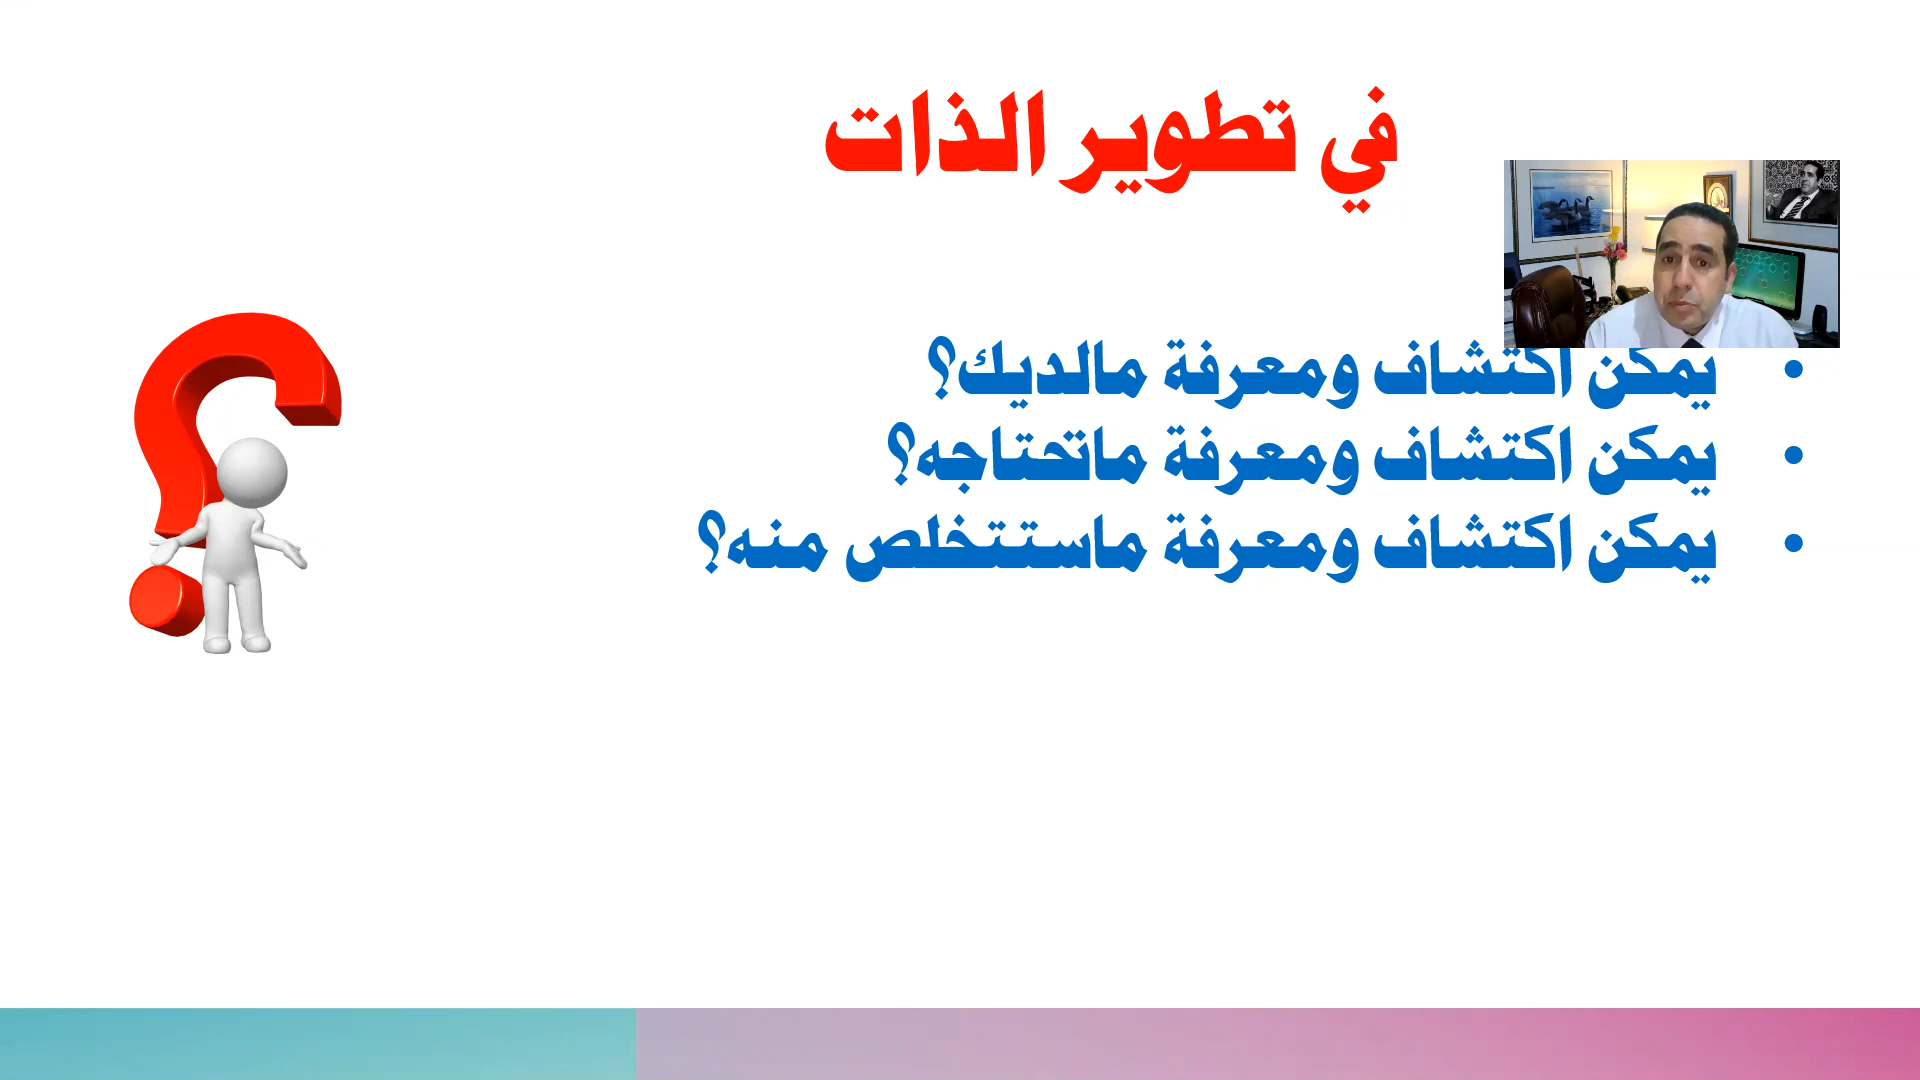 في تطوير الذات
• يمكن اكتشاف ومعرفة مالديك؟
• يمكن اكتشاف ومعرفة ماتحتاجه؟
• يمكن اكتشاف ومعرفة ماستتخلص منه؟